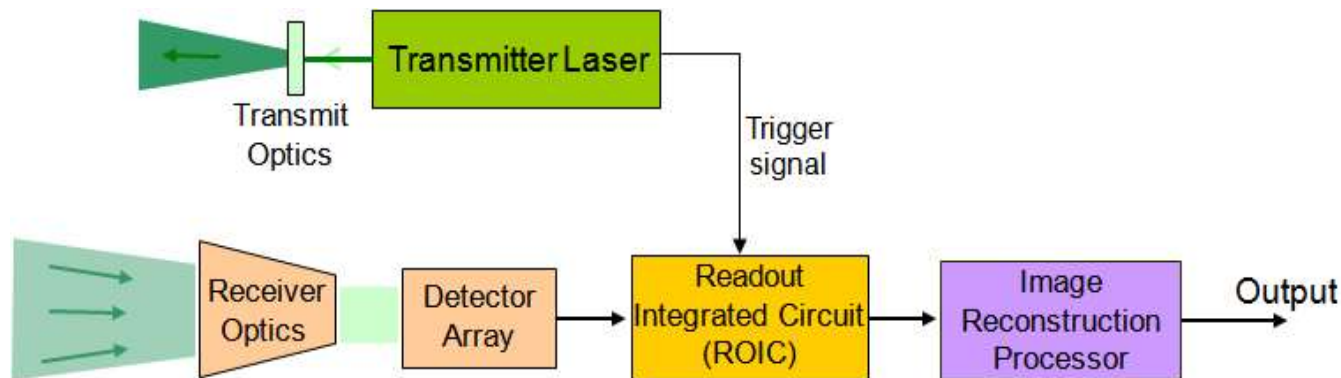 Transmitter Laser
Transmit
Optics
Trigger
signal
Receiver
Optics
Detector
Array
Readout
Integrated Circuit
(ROIC)
Image
Reconstruction
Processor
Output